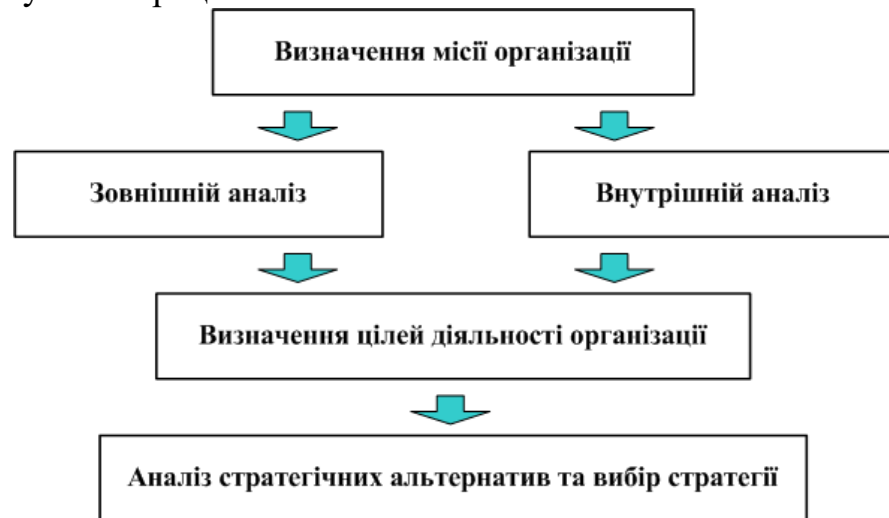 Визначення місії організації
Зовнішній аналіз
Внутрішній аналіз
Визначення цілей діяльності організації
Аналіз стратегічних альтернатив та вибір стратегії